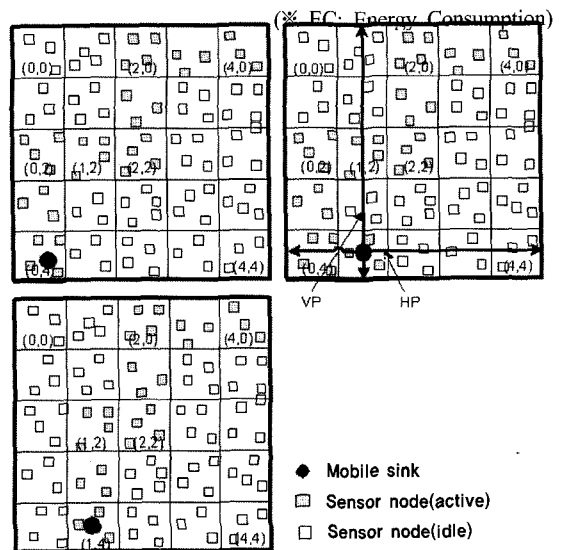 (※ EC: Energy Consumption)
(0,0) (2,0) (4,0)
(0,2) (1,2) (2,2)
(0,4) (4,4)
(0,0) (2,0) (4,0)
(0,2) (1,2) (2,2)
(0,4) (4,4)
VP HP
(0,0) (2,0) (4,0)
(1,2) (2,2)
(1,4) (4,4)
Mobile sink
Sensor node(active)
Sensor node(idle)